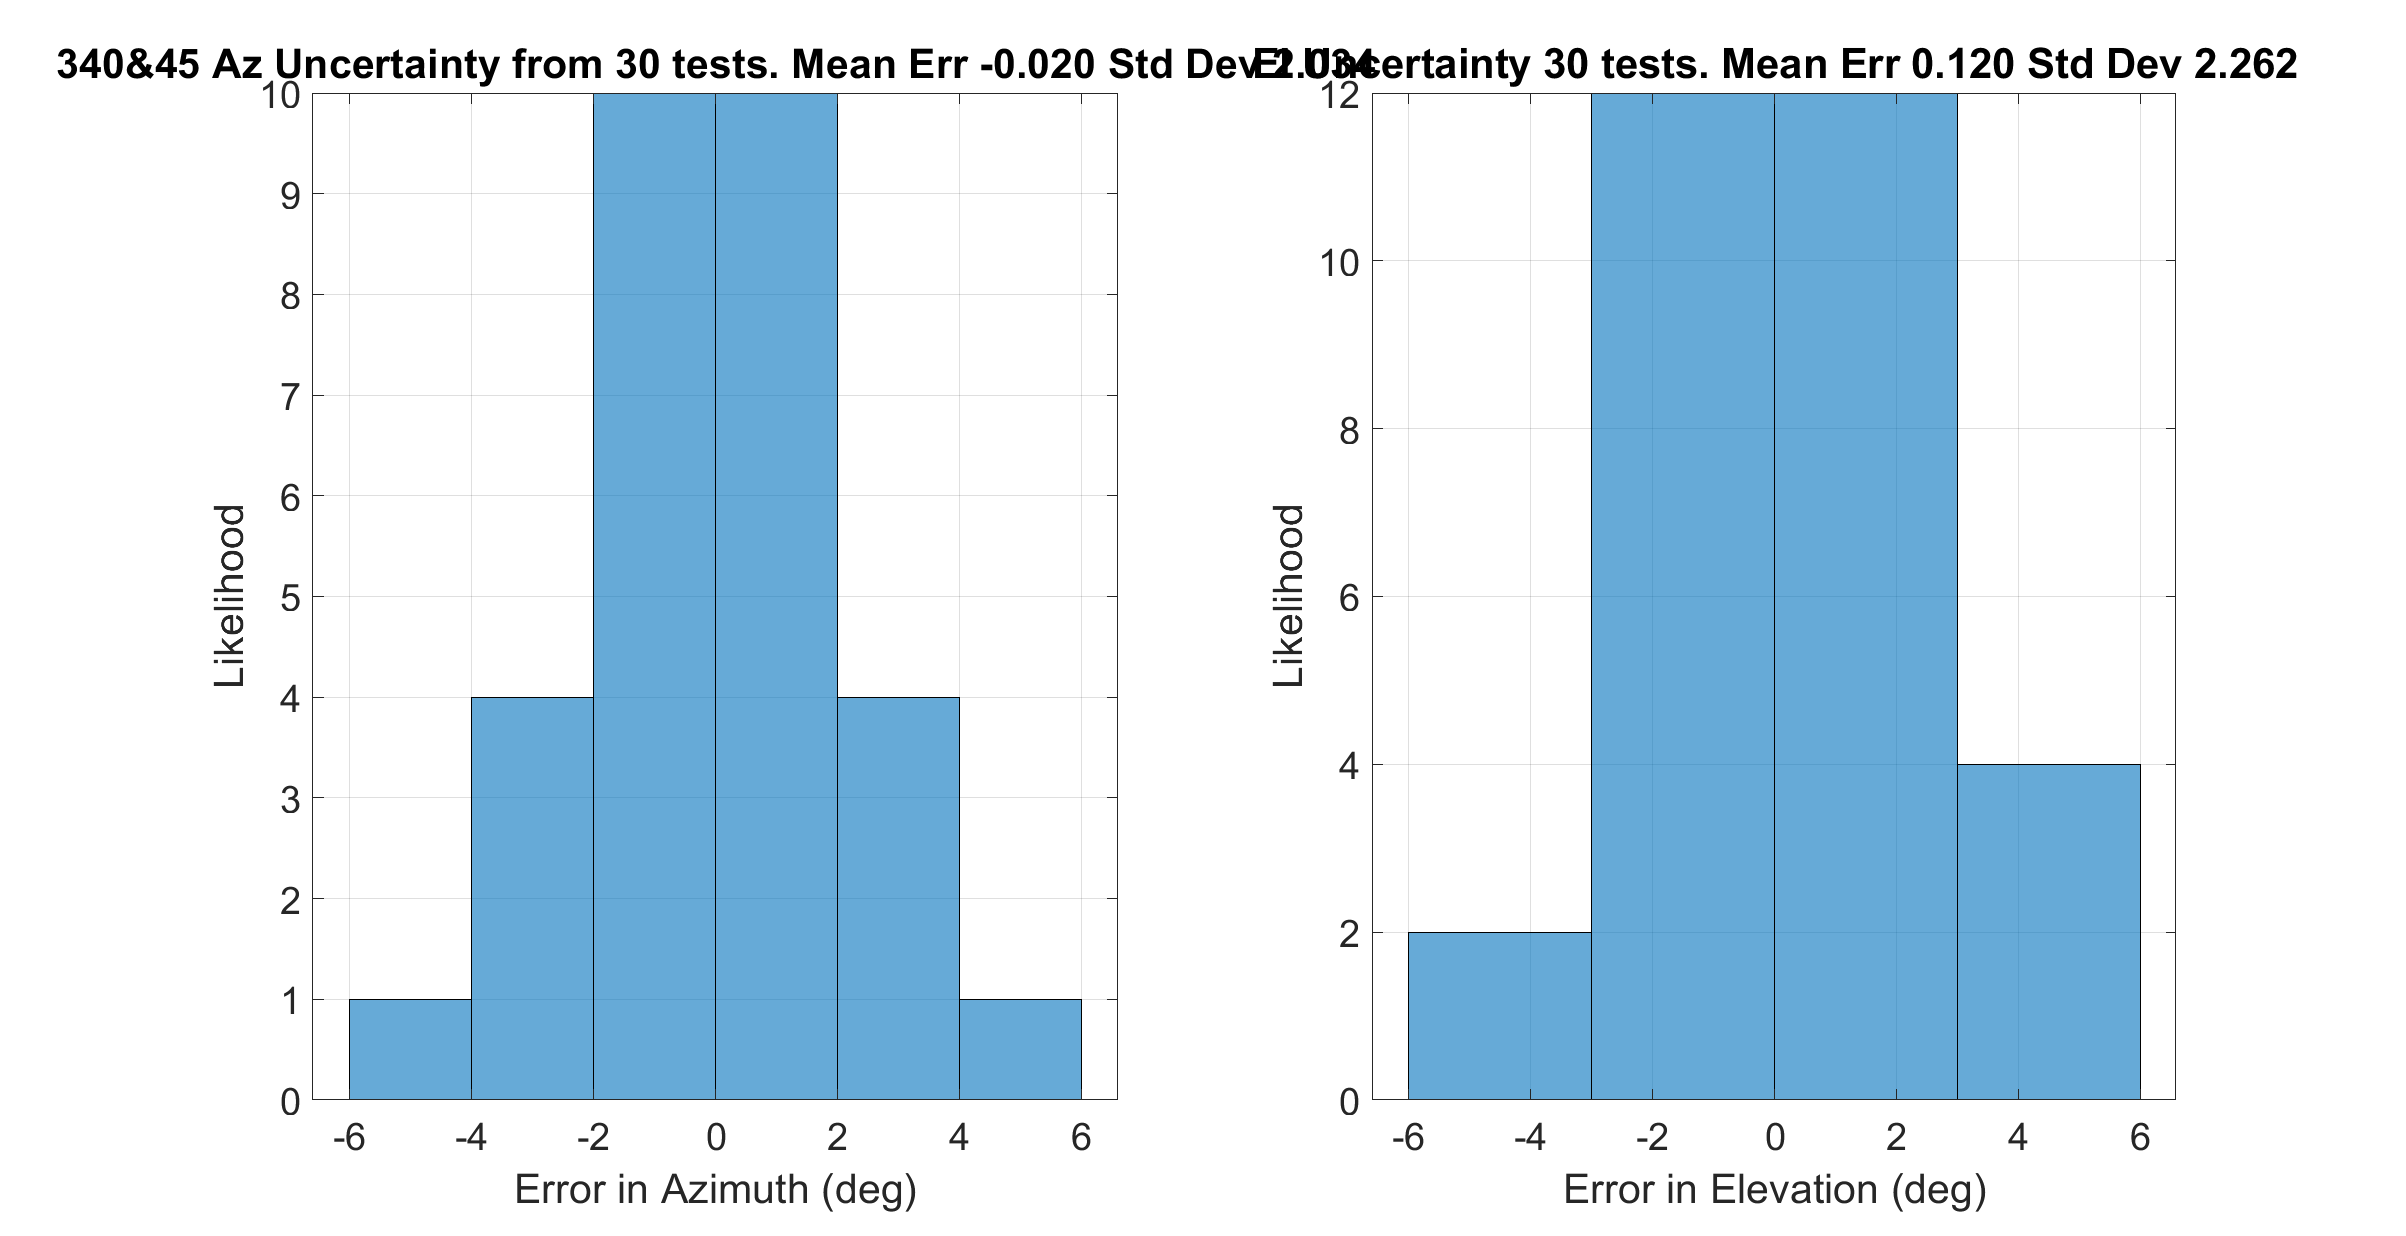 340&45 Az Uncertainty from 30 tests. Mean Err -0.020 Std Dev 2.034
El Uncertainty 30 tests. Mean Err 0.120 Std Dev 2.262
10
9
8
7
6
5
4
3
2
1
0
Likelihood
-6 -4 -2 0 2 4 6
Error in Azimuth (deg)
12
10
8
6
4
2
0
Likelihood
-6 -4 -2 0 2 4 6
Error in Elevation (deg)